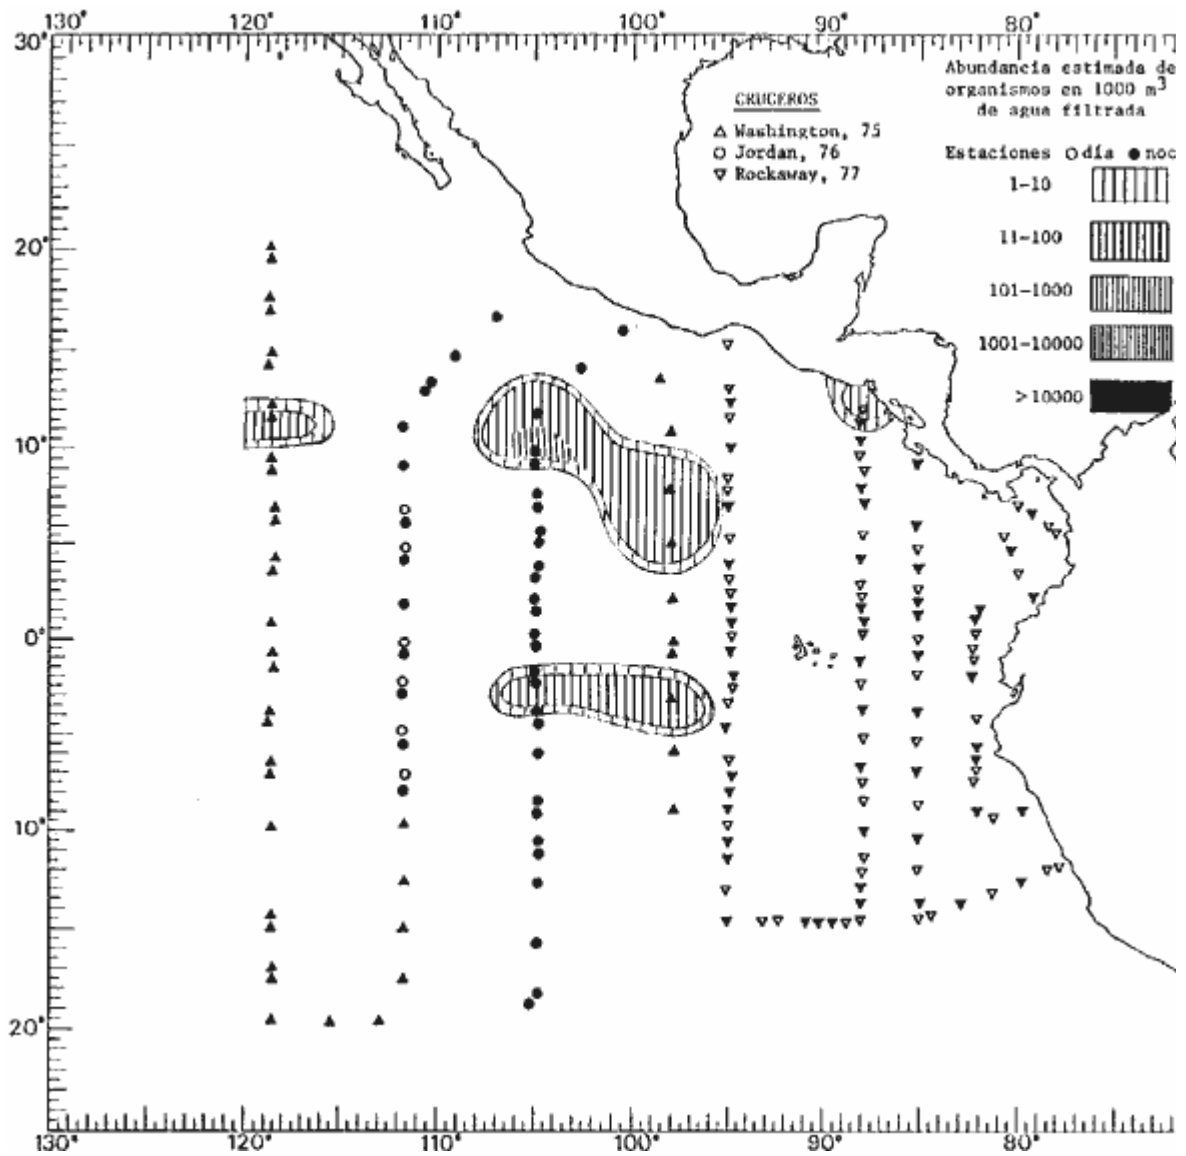 130° 120° 110° 100° 90° 80°
30°
20°
10°
0°
10°
20°
130° 120° 110° 100° 90° 80°
CRUCEROS
△ Washington, 75
○ Jordan, 76
▽ Rockaway, 77
Abundancia estimada de
organismos en 1000 m³
de agua filtrada
Estaciones ○ día ● noc
1-10
11-100
101-1000
1001-10000
>10000